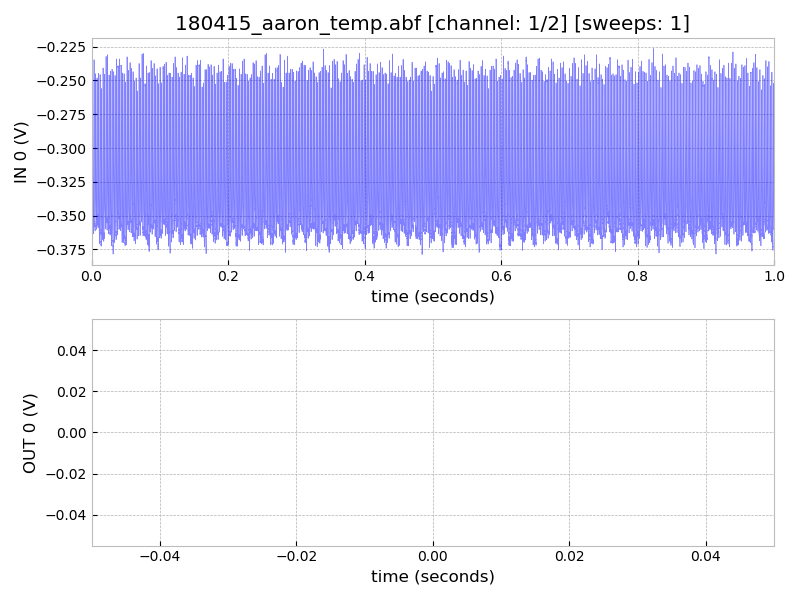 180415_aaron_temp.abf [channel: 1/2] [sweeps: 1]
IN 0 (V)
−0.225
−0.250
−0.275
−0.300
−0.325
−0.350
−0.375
0.0 0.2 0.4 0.6 0.8 1.0
time (seconds)
OUT 0 (V)
0.04
0.02
0.00
−0.02
−0.04
−0.04 −0.02 0.00 0.02 0.04
time (seconds)